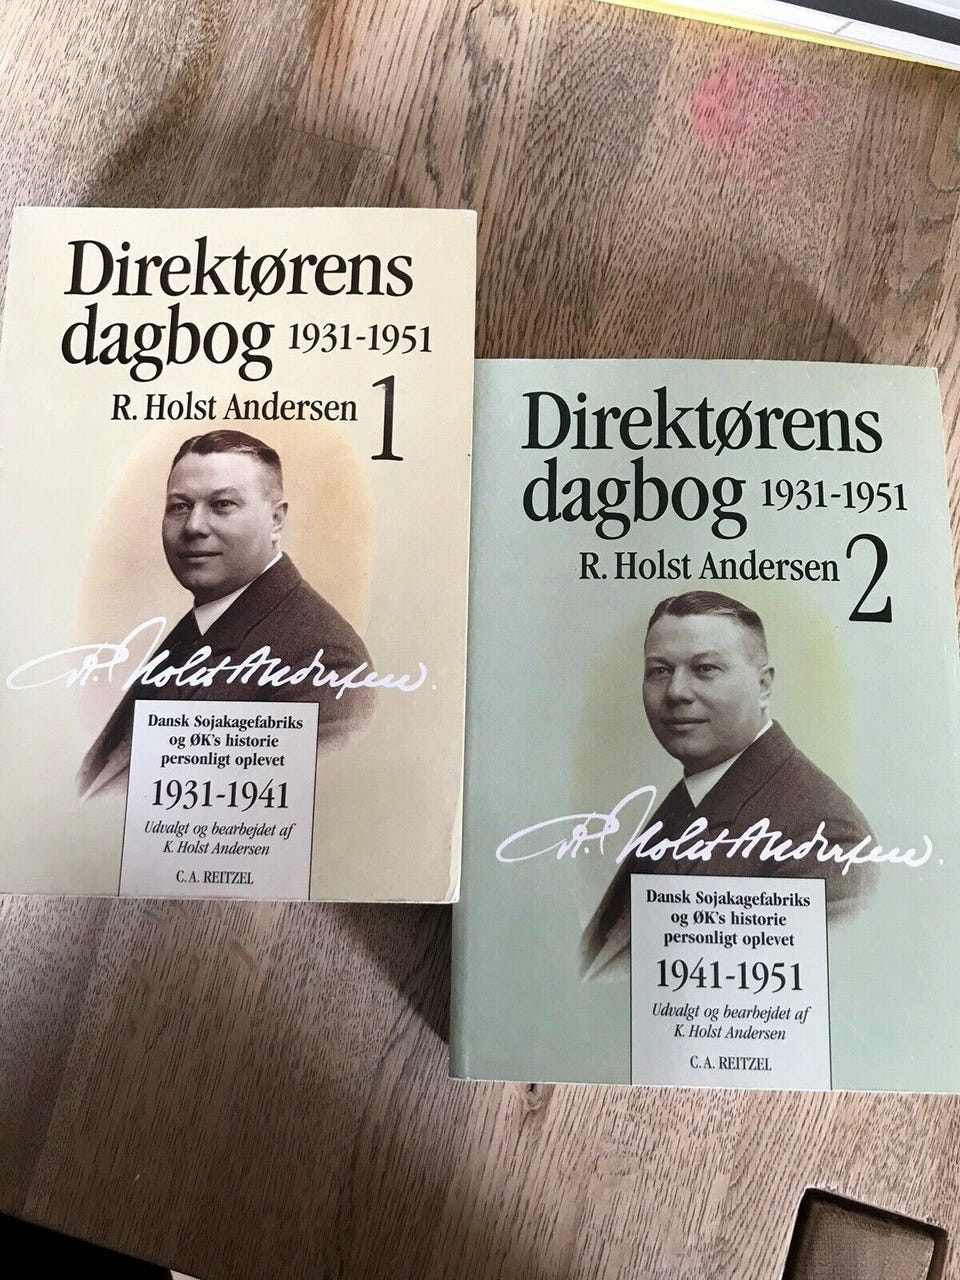 Direktørens
dagbog 1931-1951
R. Holst Andersen 1
R. Holst Andersen.
Dansk Sojakagefabriks
og ØK's historie
personligt oplevet
1931-1941
Udvalgt og bearbejdet af
K. Holst Andersen
C.A. REITZEL
Direktørens
dagbog 1931-1951
R. Holst Andersen 2
R. Holst Andersen.
Dansk Sojakagefabriks
og ØK's historie
personligt oplevet
1941-1951
Udvalgt og bearbejdet af
K. Holst Andersen
C.A. REITZEL